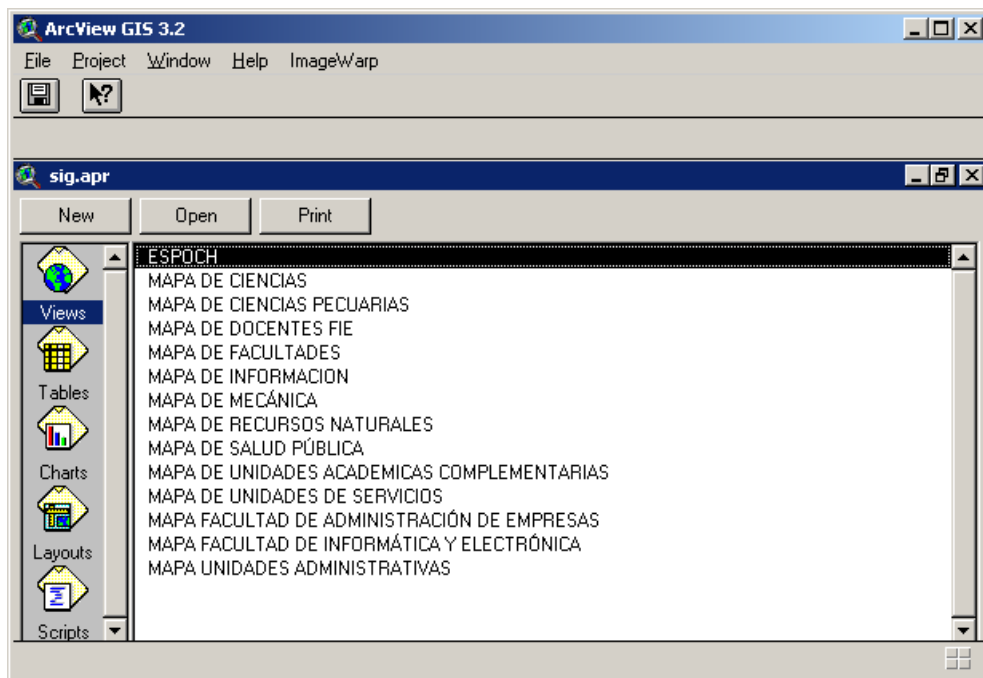 ArcView GIS 3.2
File Project Window Help ImageWarp
sig.apr
New Open Print
Views
Tables
Charts
Layouts
Scripts
ESPOCH
MAPA DE CIENCIAS
MAPA DE CIENCIAS PECUARIAS
MAPA DE DOCENTES FIE
MAPA DE FACULTADES
MAPA DE INFORMACION
MAPA DE MECÁNICA
MAPA DE RECURSOS NATURALES
MAPA DE SALUD PÚBLICA
MAPA DE UNIDADES ACADEMICAS COMPLEMENTARIAS
MAPA DE UNIDADES DE SERVICIOS
MAPA FACULTAD DE ADMINISTRACIÓN DE EMPRESAS
MAPA FACULTAD DE INFORMÁTICA Y ELECTRÓNICA
MAPA UNIDADES ADMINISTRATIVAS